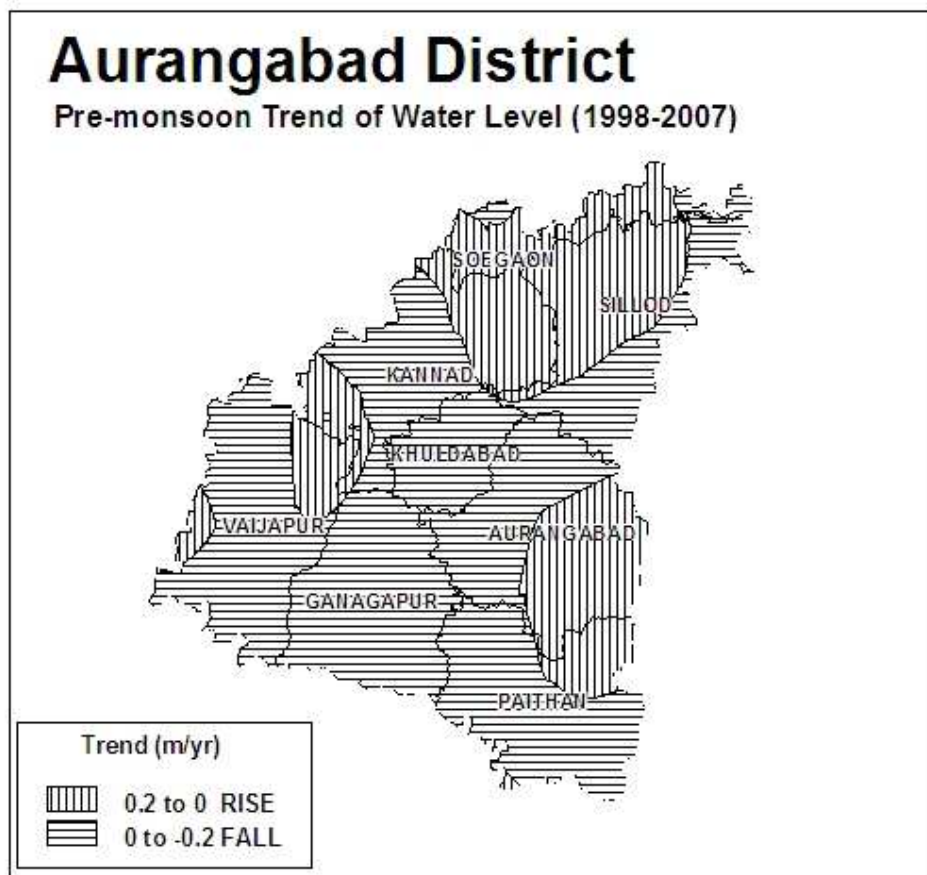 Aurangabad District
Pre-monsoon Trend of Water Level (1998-2007)
SOEGAON
SILLOD
KANNAD
KHULDABAD
VAIJAPUR
AURANGABAD
GANAGAPUR
PAITHAN
Trend (m/yr)
0.2 to 0 RISE
0 to -0.2 FALL